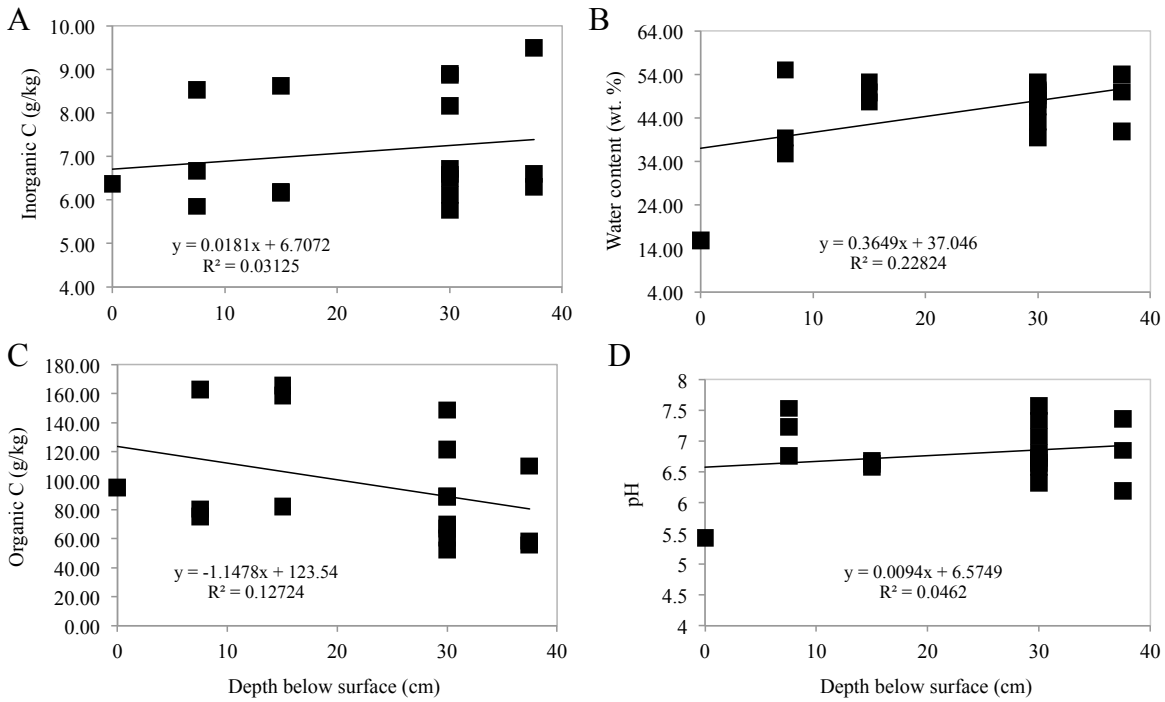 A
Inorganic C (g/kg)
10.00
9.00
8.00
7.00
6.00
5.00
4.00
y = 0.0181x + 6.7072
R² = 0.03125
0 10 20 30 40
B
Water content (wt. %)
64.00
54.00
44.00
34.00
24.00
14.00
4.00
y = 0.3649x + 37.046
R² = 0.22824
0 10 20 30 40
C
Organic C (g/kg)
180.00
160.00
140.00
120.00
100.00
80.00
60.00
40.00
20.00
0.00
y = -1.1478x + 123.54
R² = 0.12724
0 10 20 30 40
Depth below surface (cm)
D
pH
8
7.5
7
6.5
6
5.5
5
4.5
4
y = 0.0094x + 6.5749
R² = 0.0462
0 10 20 30 40
Depth below surface (cm)